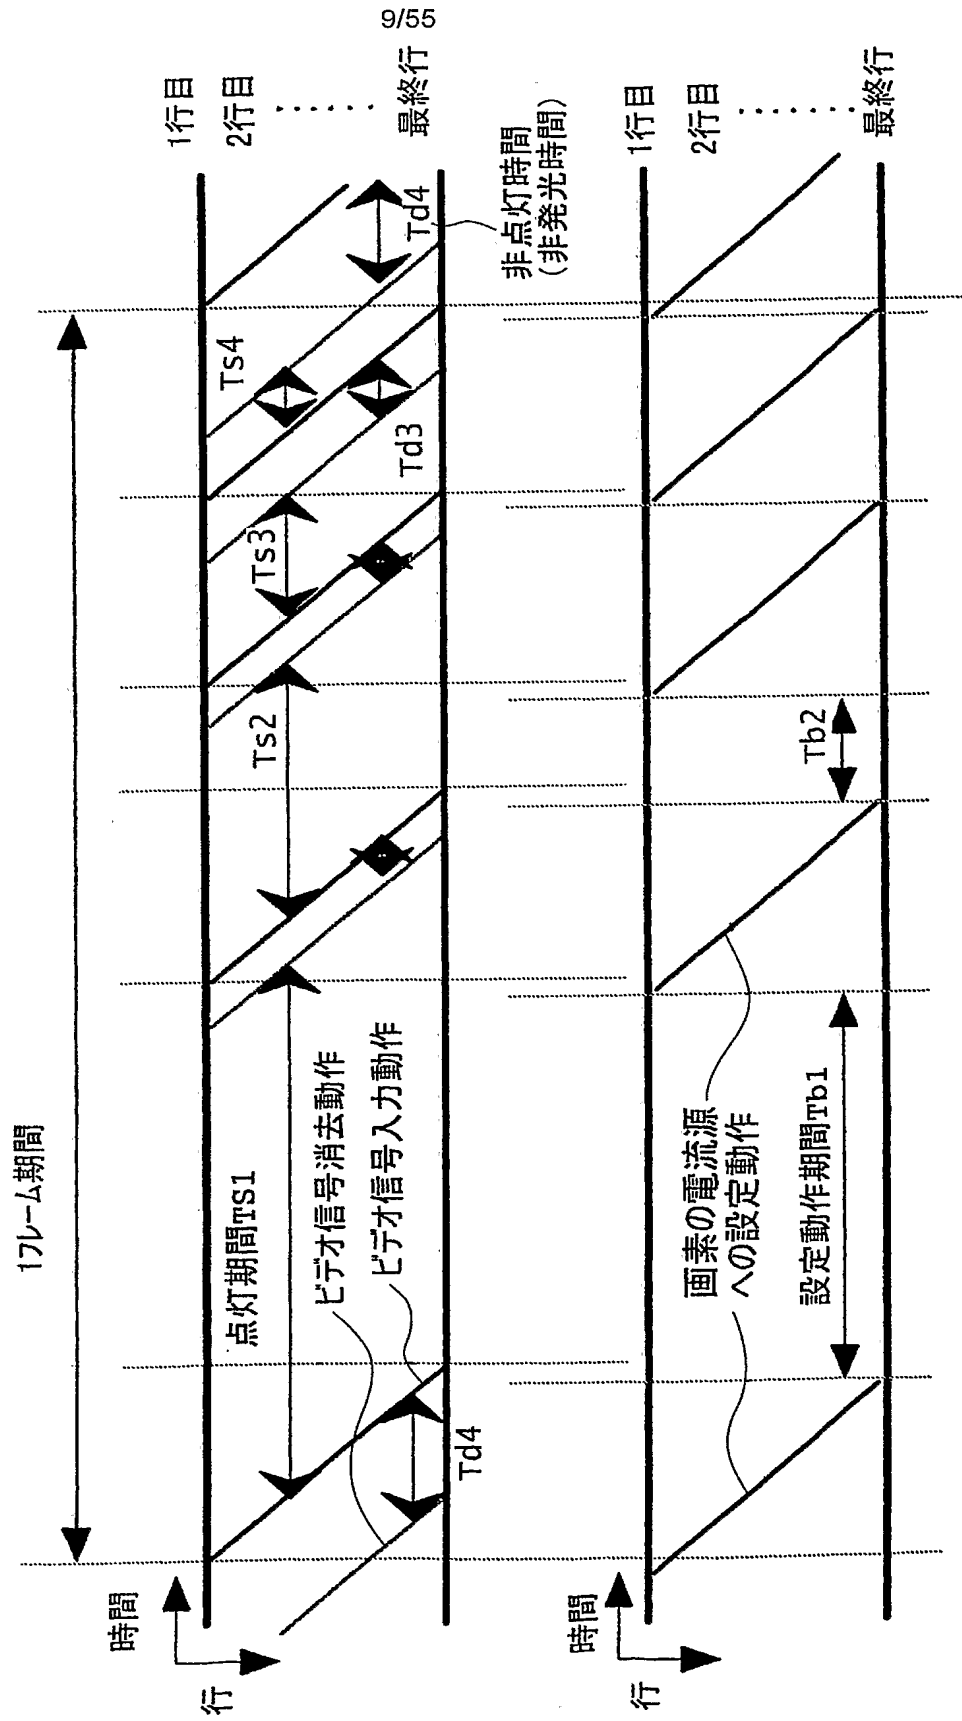 9/55
1フレーム期間
1行目
2行目
最終行
Ts4
Td4
非点灯時間
(非発光時間)
Td3
Ts3
Ts2
点灯期間TS1
ビデオ信号消去動作
ビデオ信号入力動作
Td4
時間
行
1行目
2行目
最終行
Tb2
画素の電流源
への設定動作
設定動作期間Tb1
時間
行